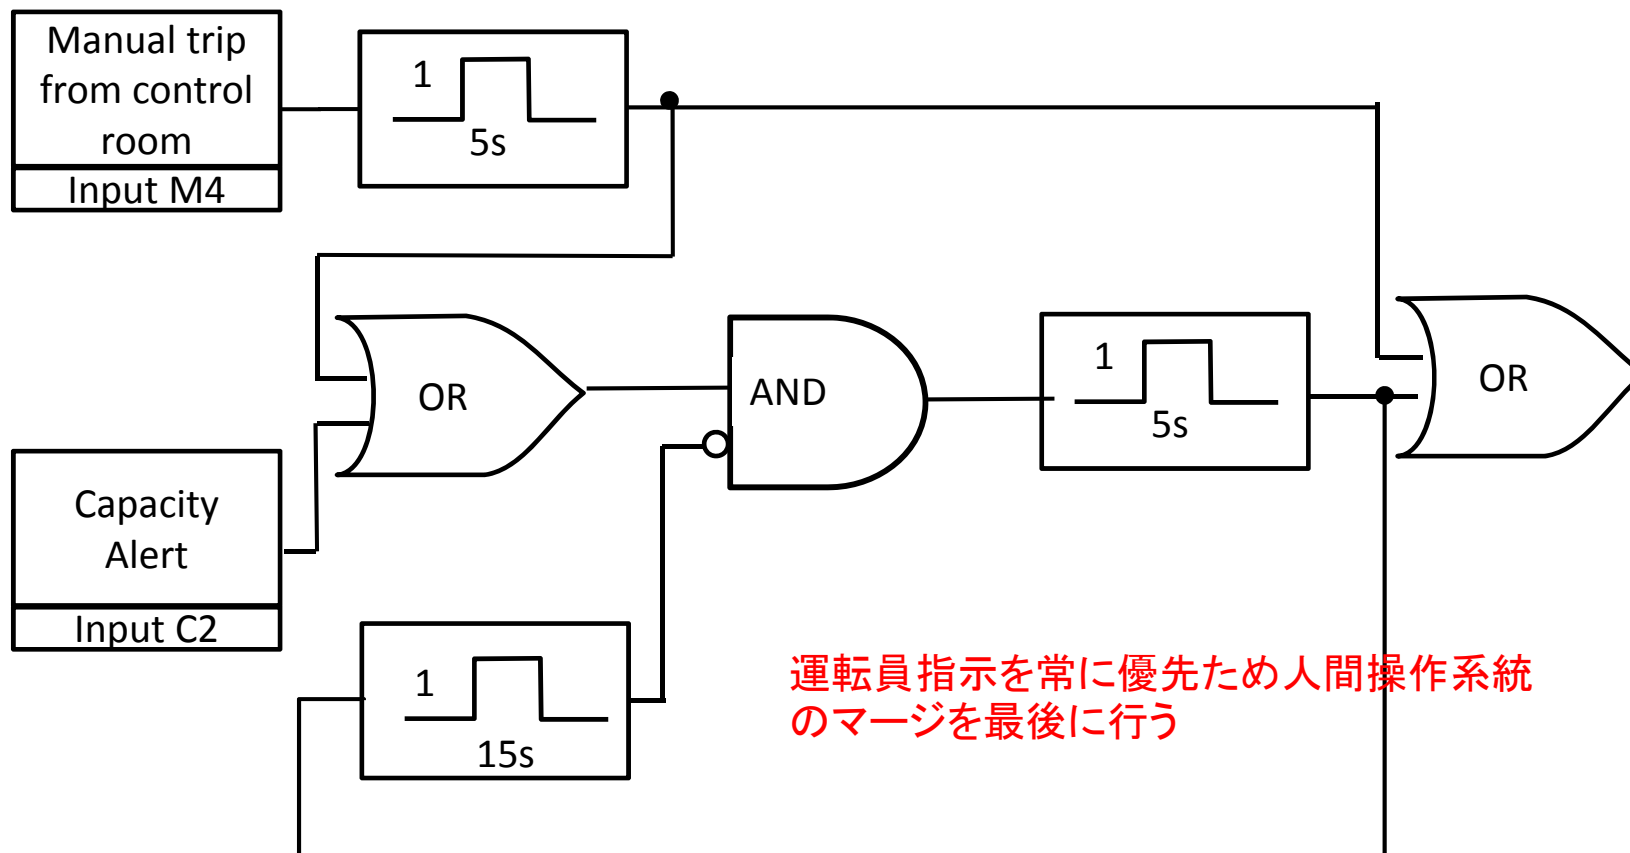 Manual trip
from control
room
Input M4
1
5s
OR
AND
1
5s
OR
Capacity
Alert
Input C2
1
15s
運転員指示を常に優先ため人間操作系統
のマージを最後に行う